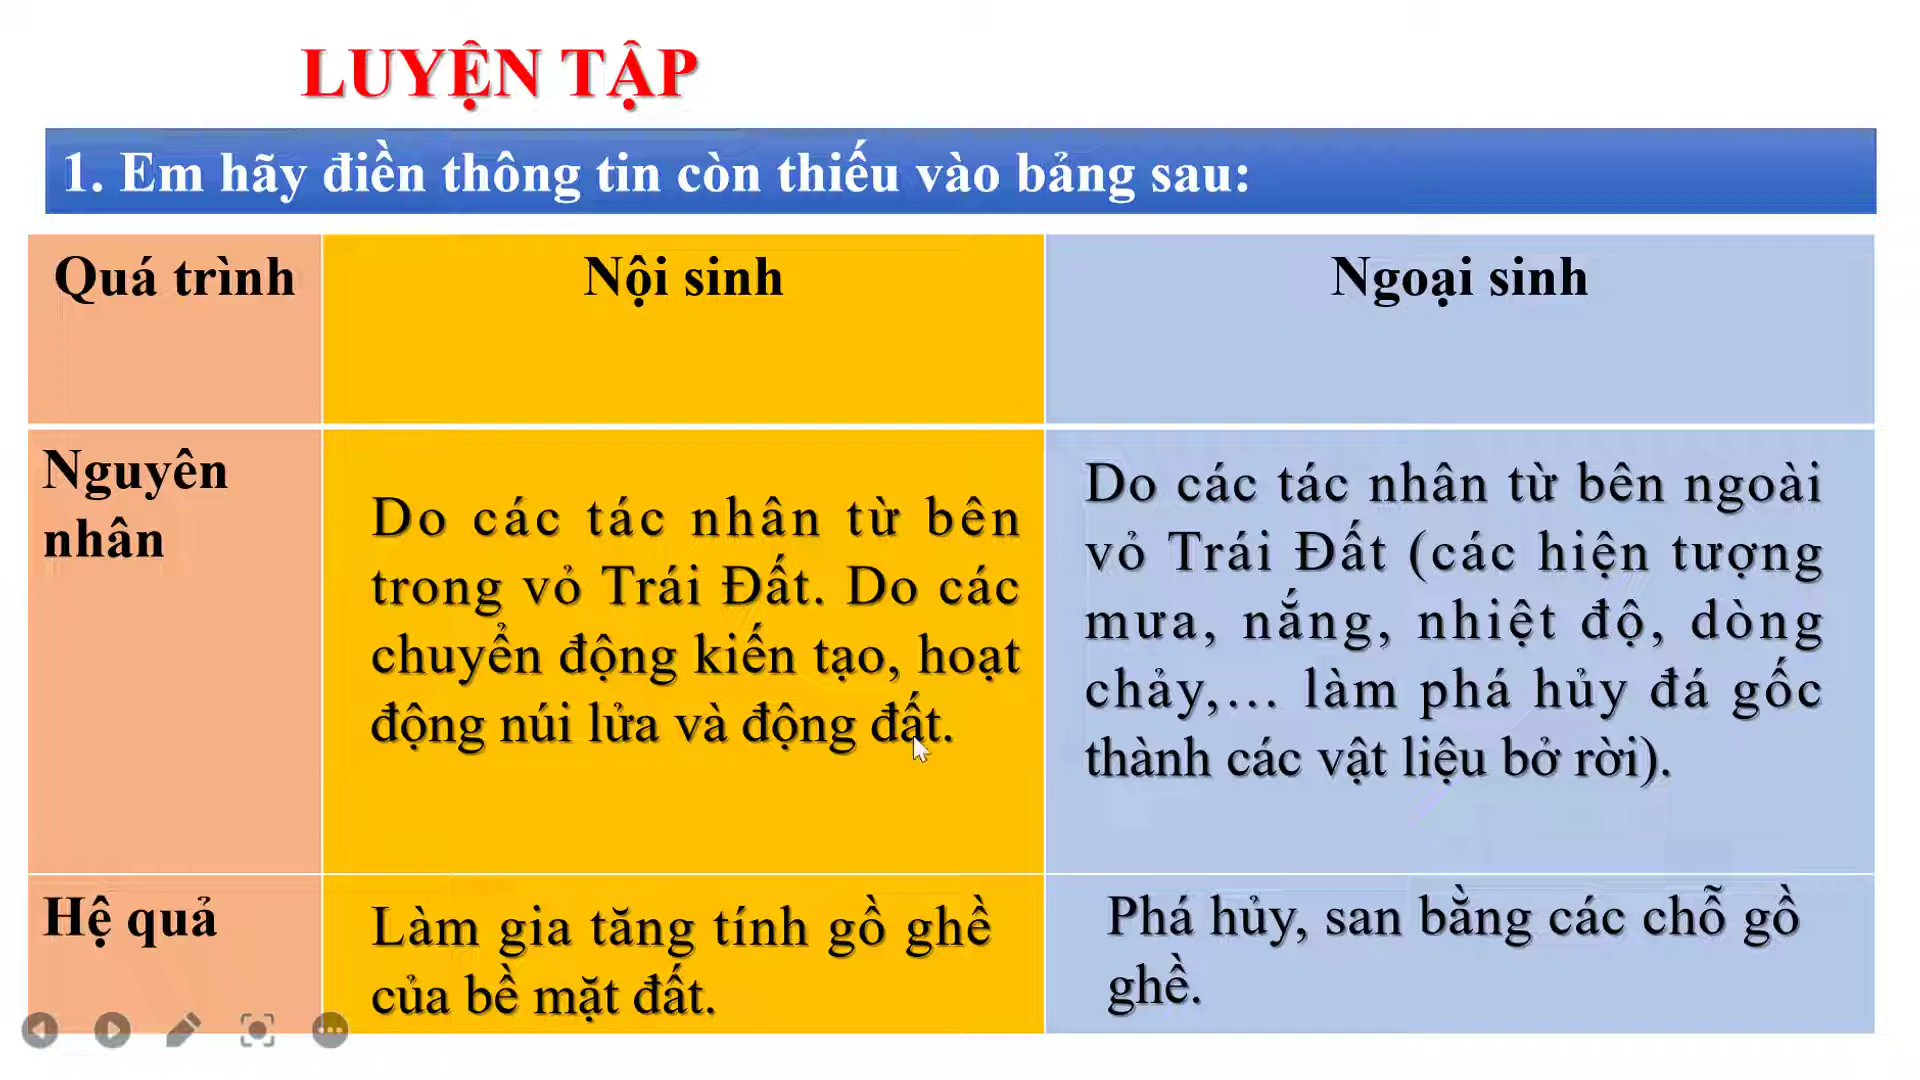 LUYỆN TẬP
1. Em hãy điền thông tin còn thiếu vào bảng sau:
Quá trình
Nội sinh
Ngoại sinh
Nguyên
nhân
Do các tác nhân từ bên
trong vỏ Trái Đất. Do các
chuyển động kiến tạo, hoạt
động núi lửa và động đất.
Do các tác nhân từ bên ngoài
vỏ Trái Đất (các hiện tượng
mưa, nắng, nhiệt độ, dòng
chảy,... làm phá hủy đá gốc
thành các vật liệu bở rời).
Hệ quả
Làm gia tăng tính gồ ghề
của bề mặt đất.
Phá hủy, san bằng các chỗ gồ
ghề.